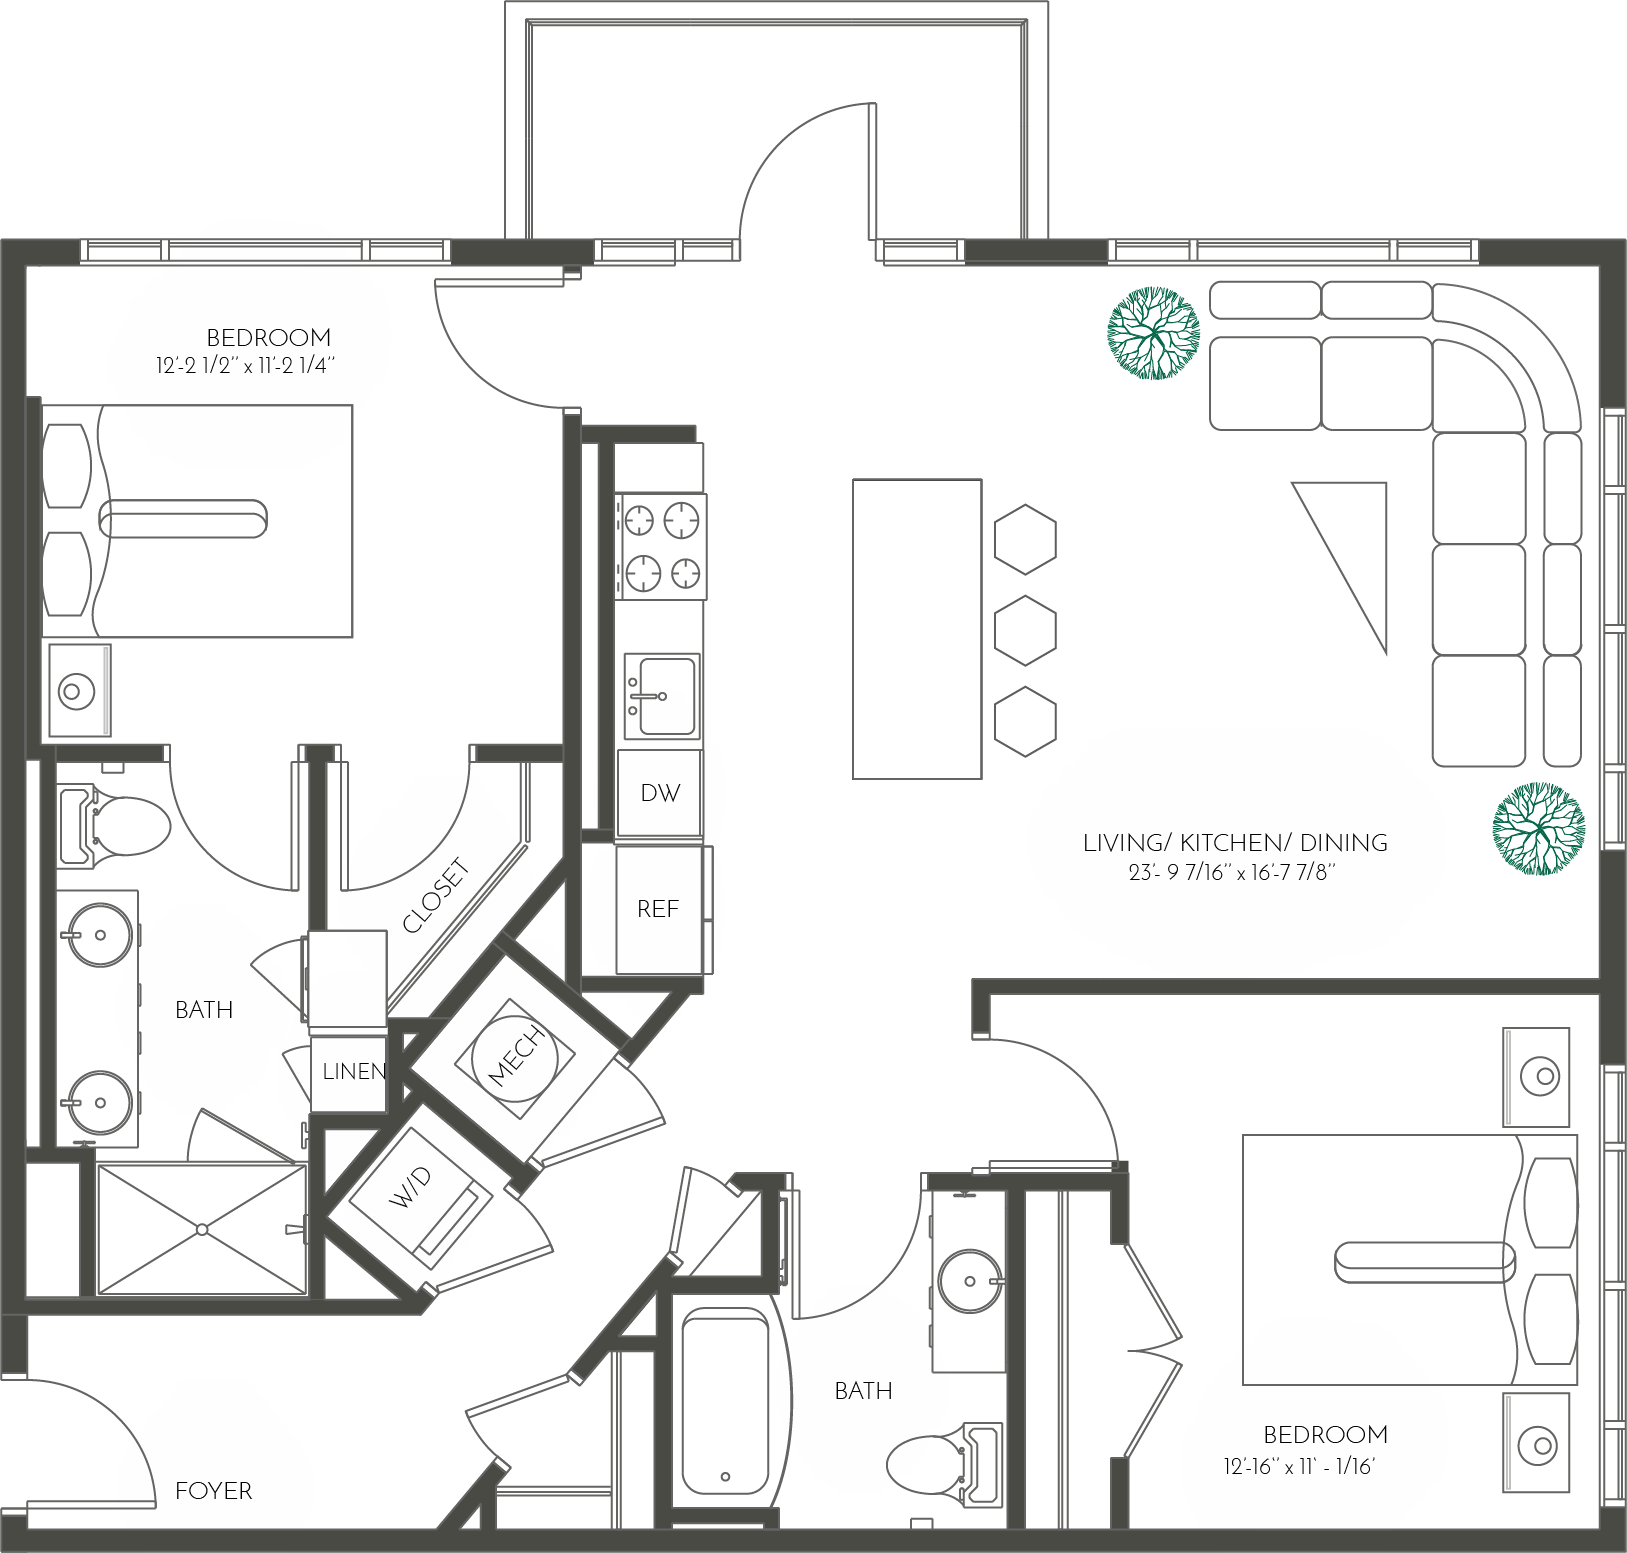 BEDROOM
12'-2 1/2" x 11'-2 1/4"
DW
LIVING/ KITCHEN/ DINING
23'- 9 7/16" x 16'-7 7/8"
REF
CLOSET
BATH
MECH
LINEN
W/D
BATH
BEDROOM
12'-16" x 11' - 1/16'
FOYER